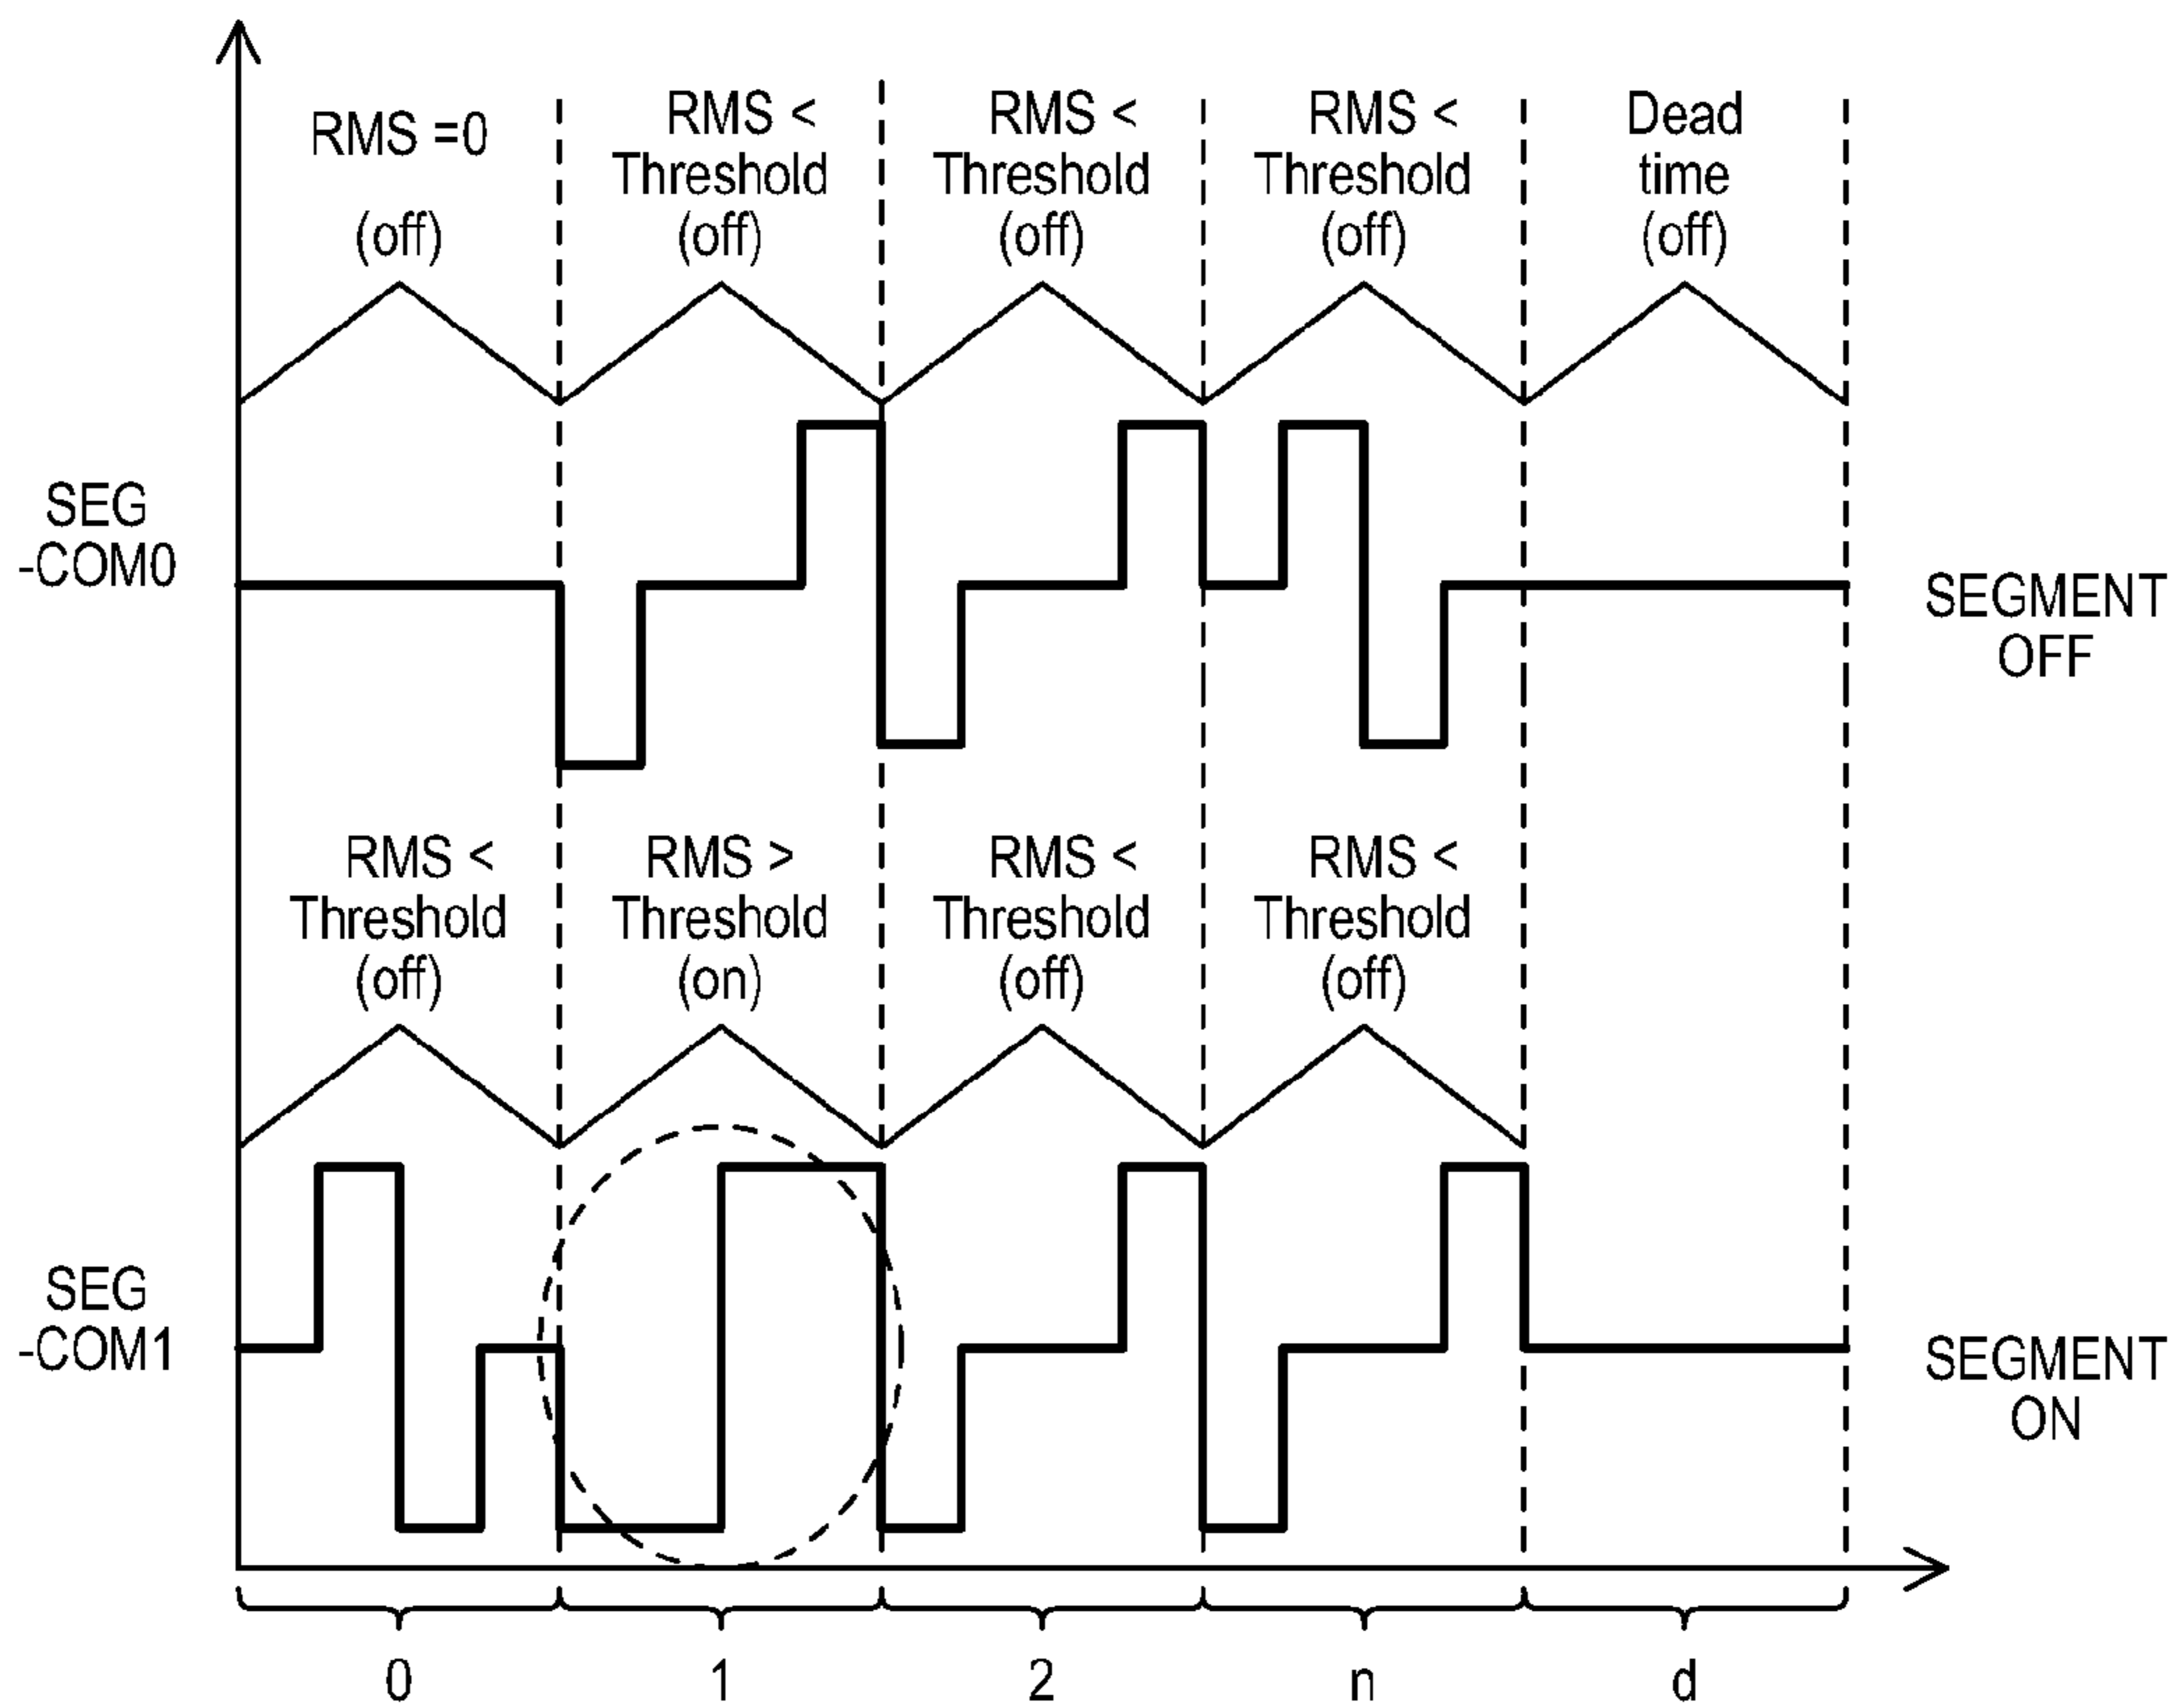 RMS =0
(off)
RMS <
Threshold
(off)
RMS <
Threshold
(off)
RMS <
Threshold
(off)
Dead
time
(off)
SEG
-COM0
SEGMENT
OFF
RMS <
Threshold
(off)
RMS >
Threshold
(on)
RMS <
Threshold
(off)
RMS <
Threshold
(off)
SEG
-COM1
SEGMENT
ON
0
1
2
n
d